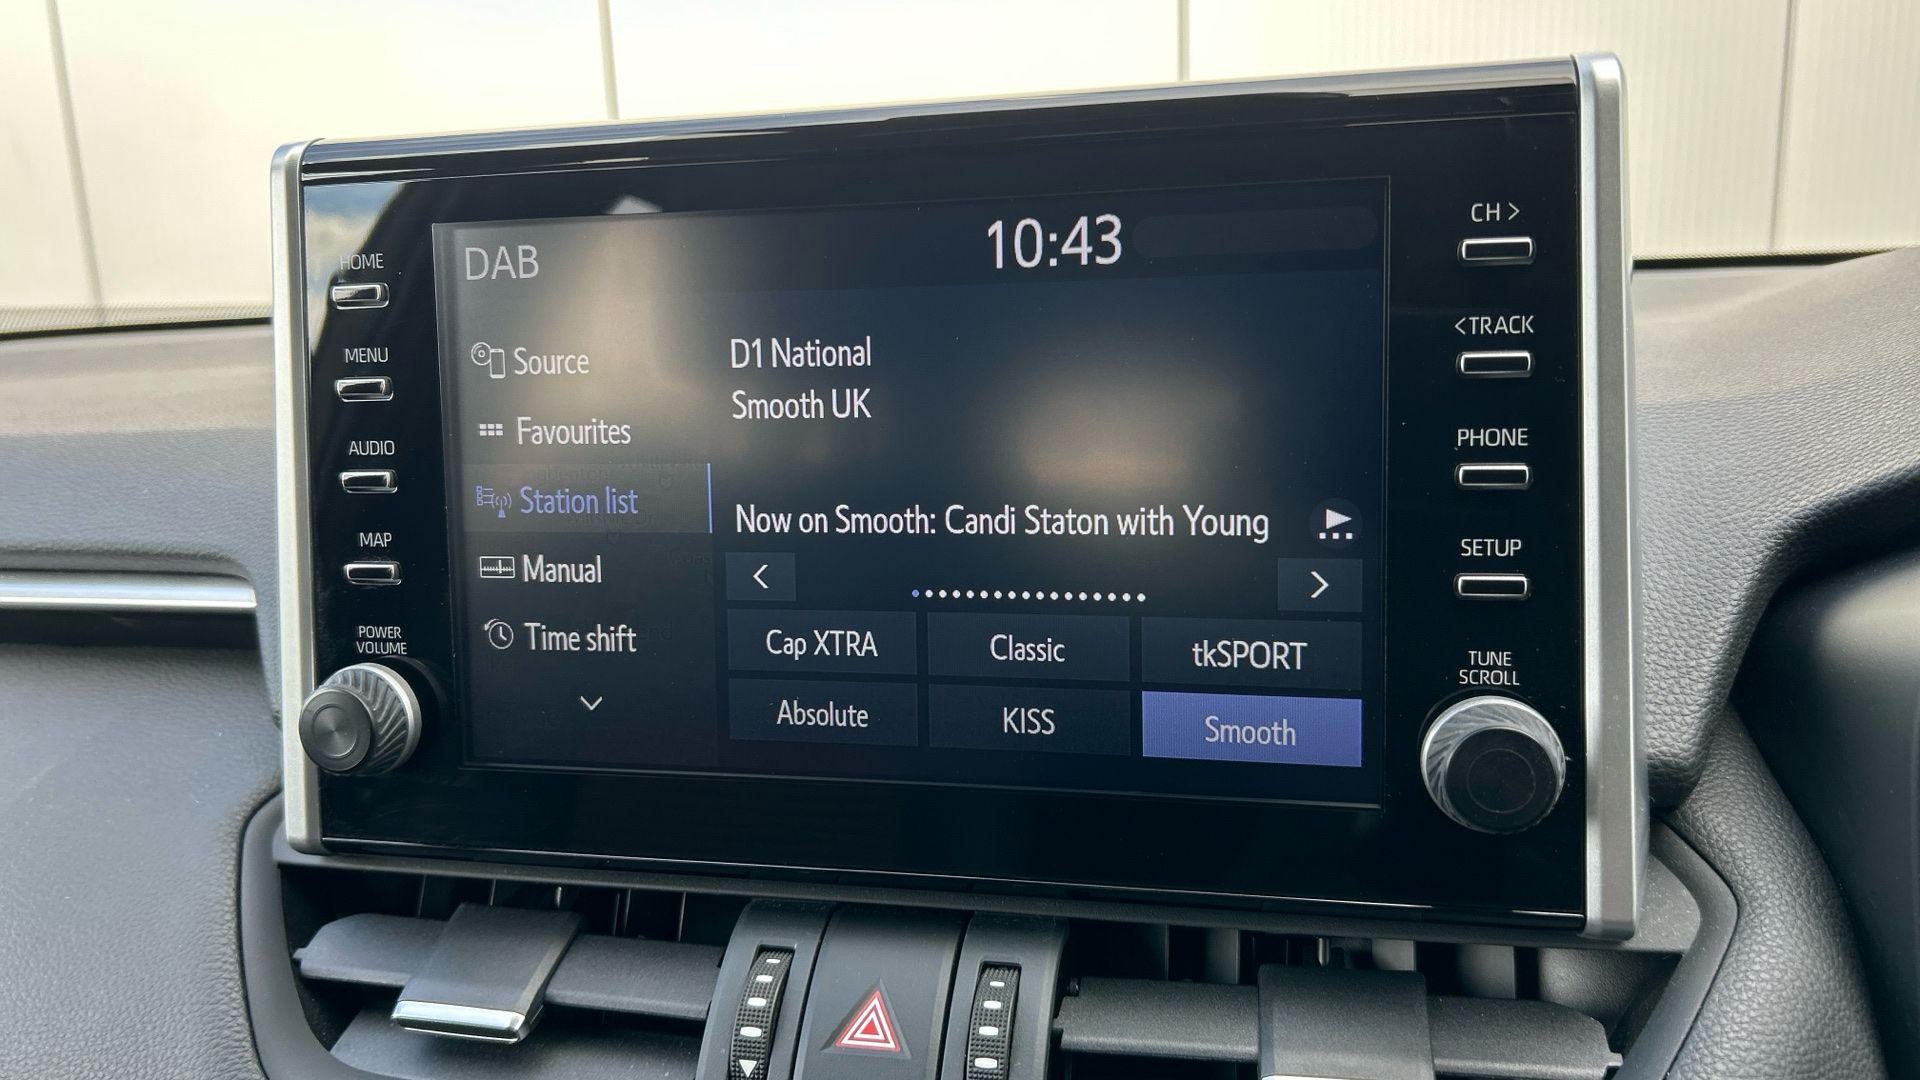 DAB
10:43
HOME
MENU
AUDIO
MAP
POWER
VOLUME
Source
Favourites
Station list
Manual
Time shift
D1 National
Smooth UK
Now on Smooth: Candi Staton with Young
Cap XTRA
Classic
tkSPORT
Absolute
KISS
Smooth
CH >
<TRACK
PHONE
SETUP
TUNE
SCROLL